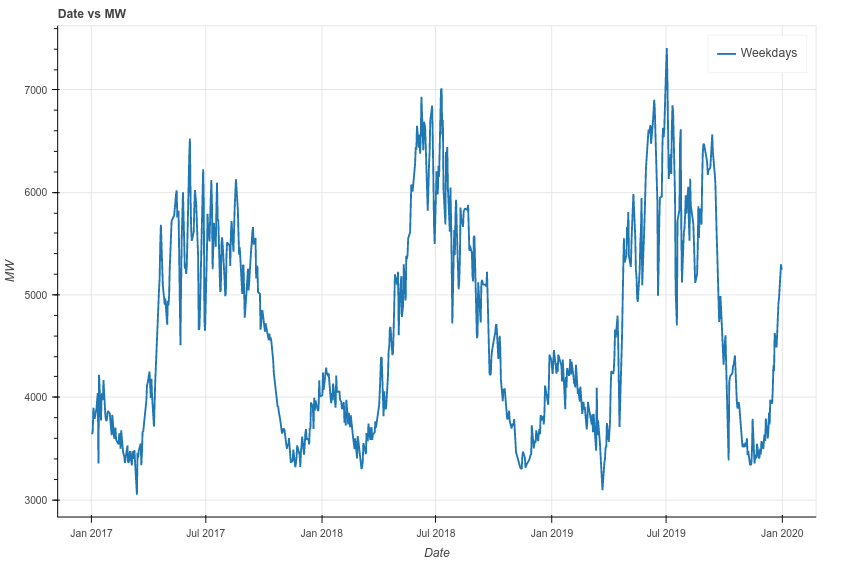 Date vs MW
Weekdays
7000
6000
5000
4000
3000
MW
Jan 2017
Jul 2017
Jan 2018
Jul 2018
Jan 2019
Jul 2019
Jan 2020
Date